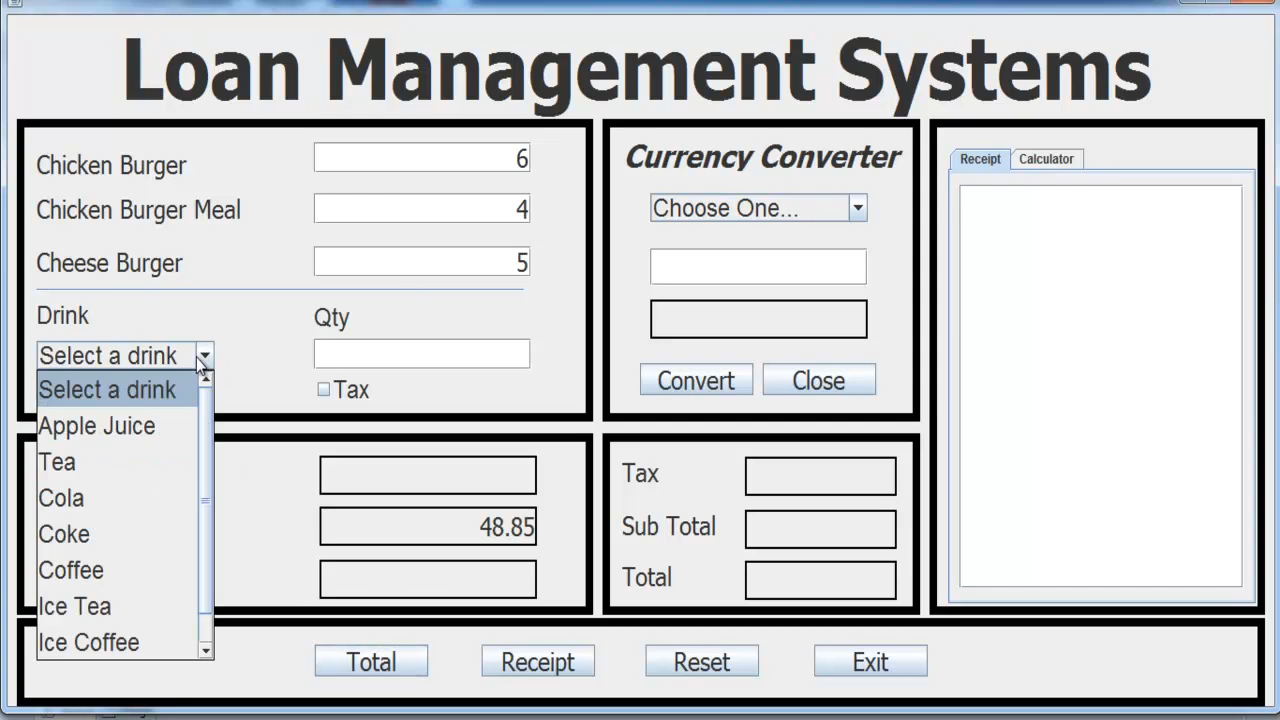 Loan Management Systems
Chicken Burger 6
Chicken Burger Meal 4
Cheese Burger 5
Drink Qty
Select a drink
Tax
Select a drink
Apple Juice
Tea
Cola
Coke
Coffee
Ice Tea
Ice Coffee
48.85
Currency Converter
Choose One...
Convert Close
Tax
Sub Total
Total
Receipt Calculator
Total Receipt Reset Exit